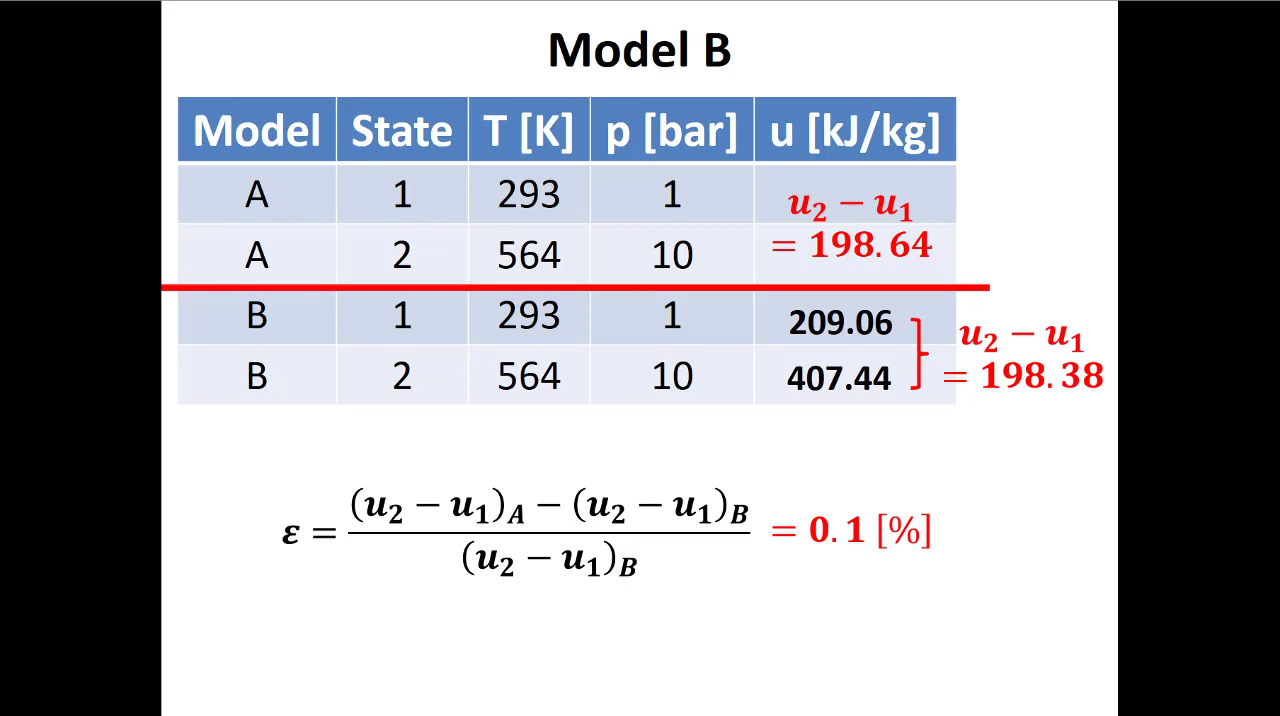 Model B
Model State T [K] p [bar] u [kJ/kg]
A 1 293 1
A 2 564 10
u₂ − u₁
= 198.64
B 1 293 1 209.06
B 2 564 10 407.44
u₂ − u₁
= 198.38
ε = (u₂ − u₁)_A − (u₂ − u₁)_B = 0.1 [%]
(u₂ − u₁)_B